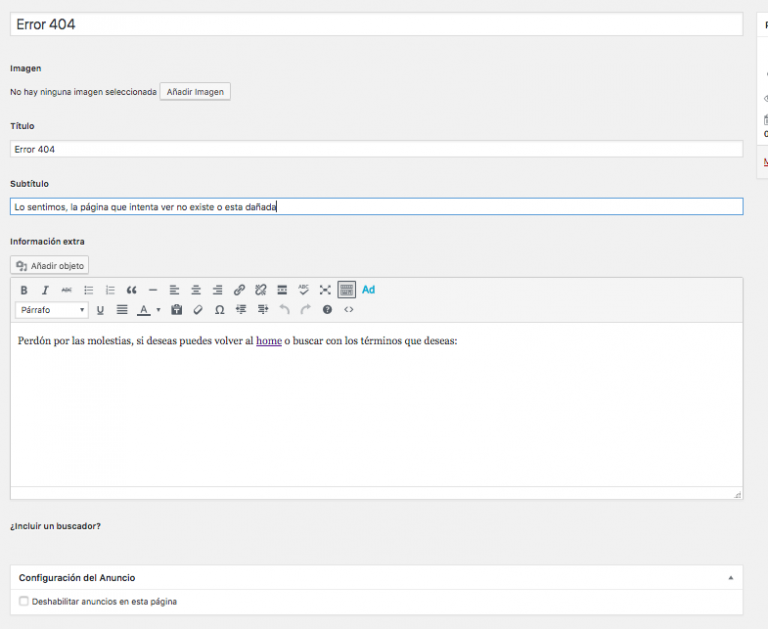 Error 404
Imagen
No hay ninguna imagen seleccionada Añadir Imagen
Título
Error 404
Subtítulo
Lo sentimos, la página que intenta ver no existe o esta dañada
Información extra
Añadir objeto
B I ABC Ad
Párrafo U A Ω
Perdón por las molestias, si deseas puedes volver al home o buscar con los términos que deseas:
¿Incluir un buscador?
Configuración del Anuncio
Deshabilitar anuncios en esta página